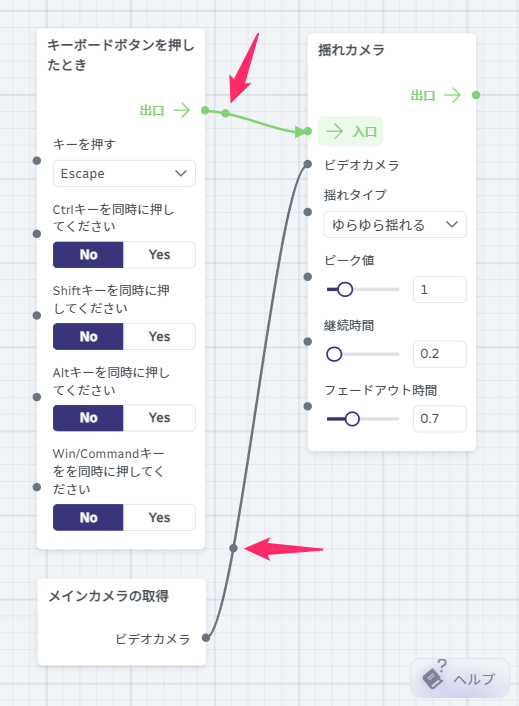 キーボードボタンを押し
たとき
出口
キーを押す
Escape
Ctrlキーを同時に押し
てください
No Yes
Shiftキーを同時に押
してください
No Yes
Altキーを同時に押し
てください
No Yes
Win/Commandキー
をを同時に押してく
ださい
No Yes
メインカメラの取得
ビデオカメラ
揺れカメラ
出口
入口
ビデオカメラ
揺れタイプ
ゆらゆら揺れる
ピーク値
1
継続時間
0.2
フェードアウト時間
0.7
? ヘルプ